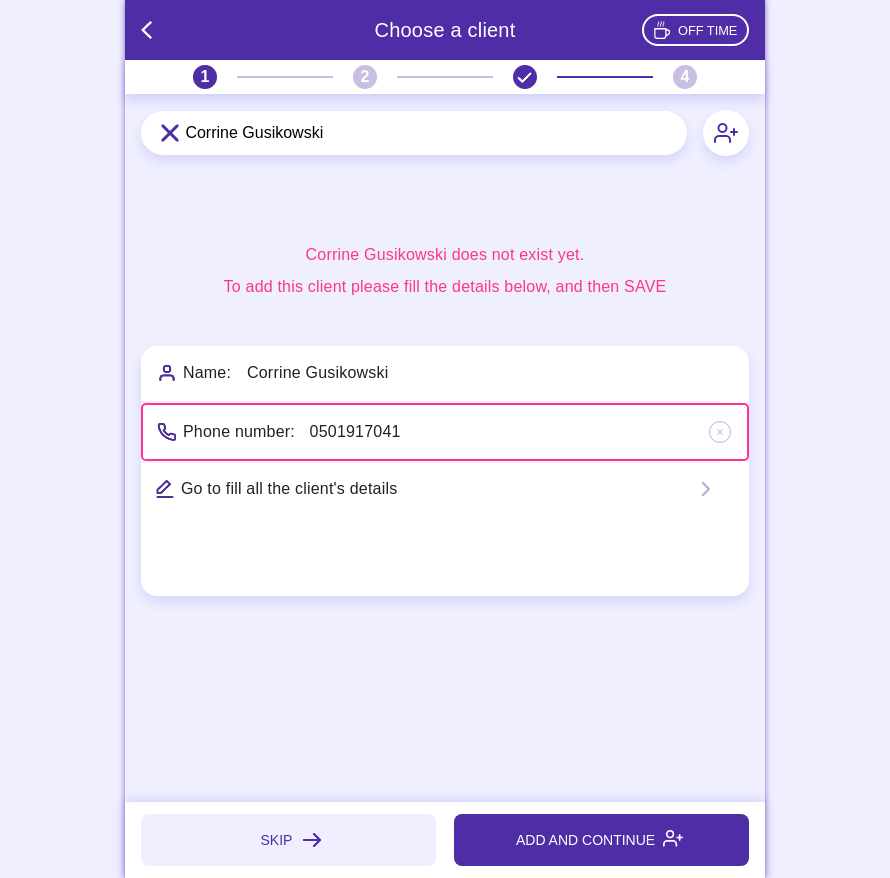 Choose a client
OFF TIME
1
2
4
Corrine Gusikowski
Corrine Gusikowski does not exist yet.
To add this client please fill the details below, and then SAVE
Name: Corrine Gusikowski
Phone number: 0501917041
Go to fill all the client's details
SKIP
ADD AND CONTINUE